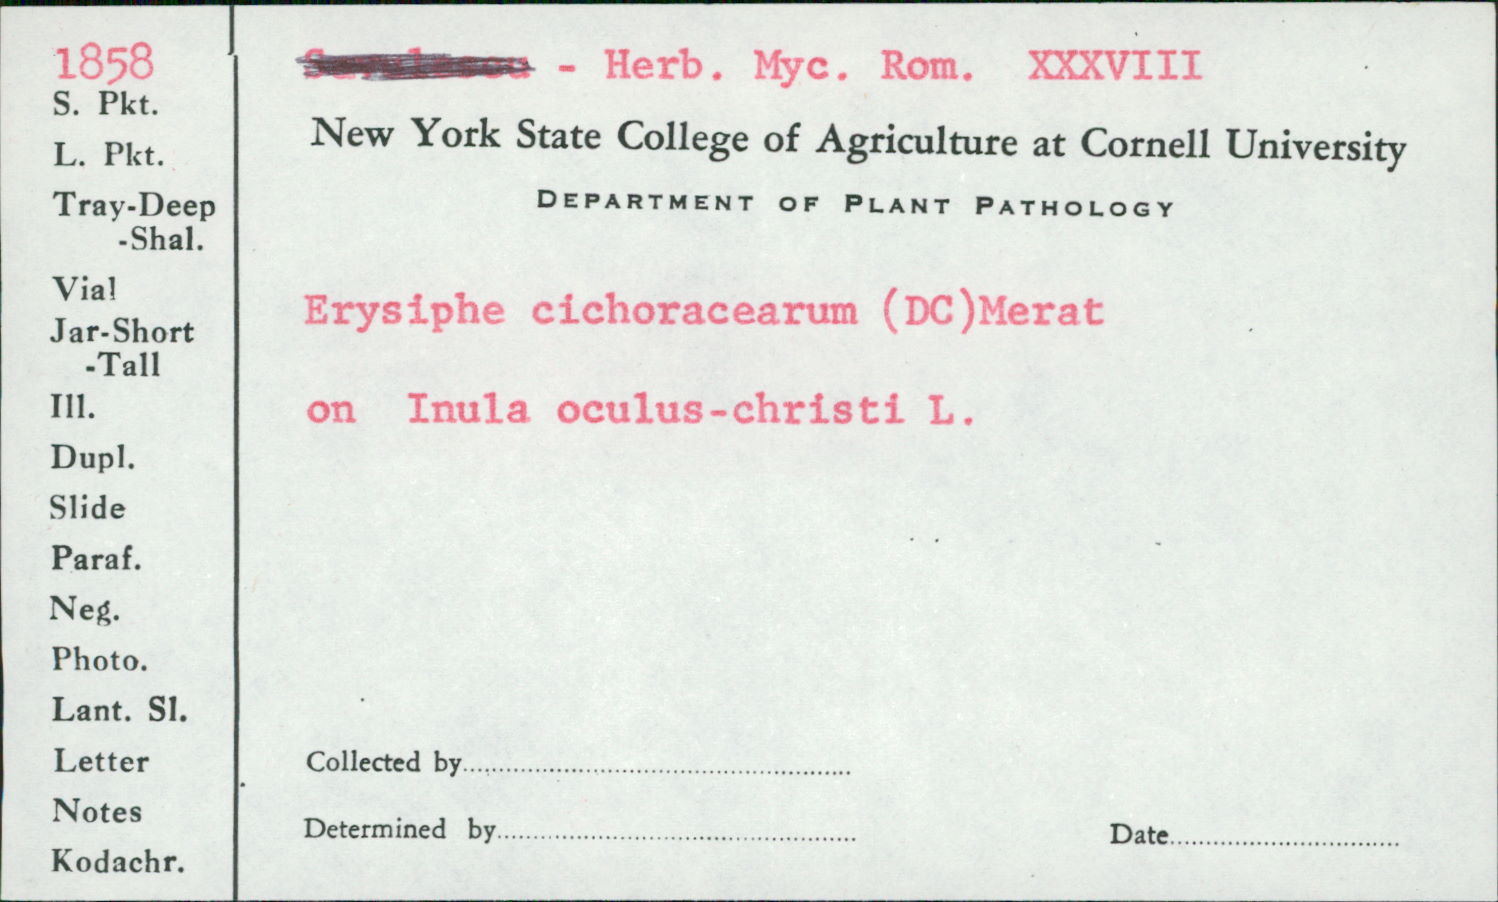 1858
S. Pkt.
L. Pkt.
Tray-Deep
-Shal.
Vial
Jar-Short
-Tall
Ill.
Dupl.
Slide
Paraf.
Neg.
Photo.
Lant. Sl.
Letter
Notes
Kodachr.
- Herb. Myc. Rom. XXXVIII
New York State College of Agriculture at Cornell University
DEPARTMENT OF PLANT PATHOLOGY
Erysiphe cichoracearum (DC)Merat
on Inula oculus-christi L.
Collected by
Determined by
Date